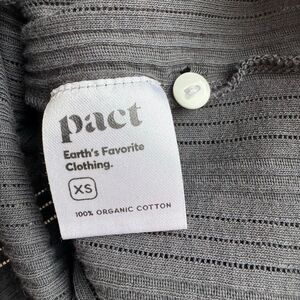 pact
Earth's Favorite
Clothing.
XS
100% ORGANIC COTTON